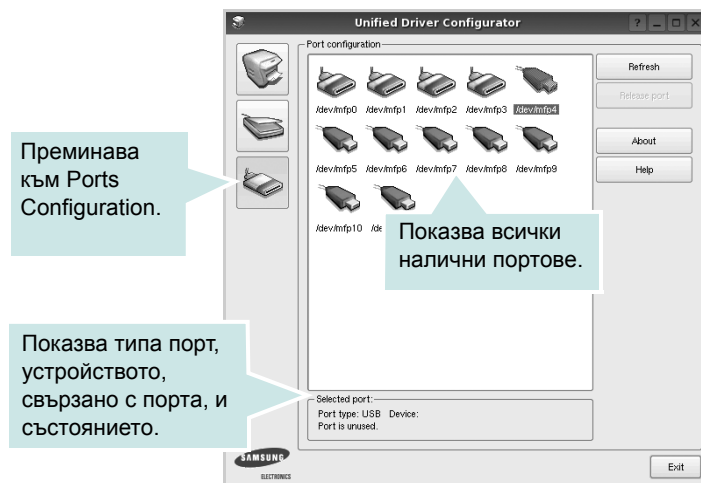 Unified Driver Configurator
Port configuration
/dev/mfp0 /dev/mfp1 /dev/mfp2 /dev/mfp3 /dev/mfp4
/dev/mfp5 /dev/mfp6 /dev/mfp7 /dev/mfp8 /dev/mfp9
/dev/mfp10
Refresh
Release port
About
Help
Преминава
към Ports
Configuration.
Показва всички
налични портове.
Показва типа порт,
устройството,
свързано с порта, и
състоянието.
Selected port:
Port type: USB Device:
Port is unused.
SAMSUNG
ELECTRONICS
Exit